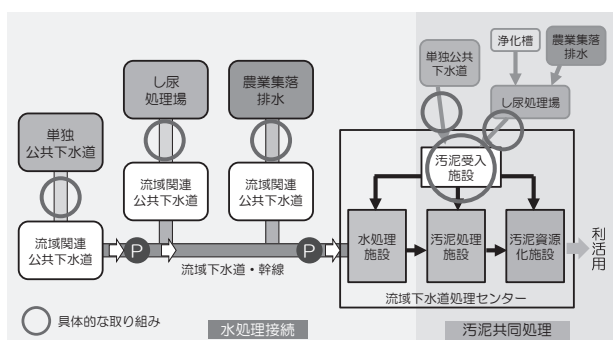 浄化槽
農業集落
排水
単独公共
下水道
し尿
処理場
農業集落
排水
し尿処理場
単独
公共下水道
汚泥受入
施設
流域関連
公共下水道
流域関連
公共下水道
流域関連
公共下水道
P
P
水処理
施設
汚泥処理
施設
汚泥資源
化施設
利活用
流域下水道・幹線
流域下水道処理センター
具体的な取り組み
水処理接続
汚泥共同処理